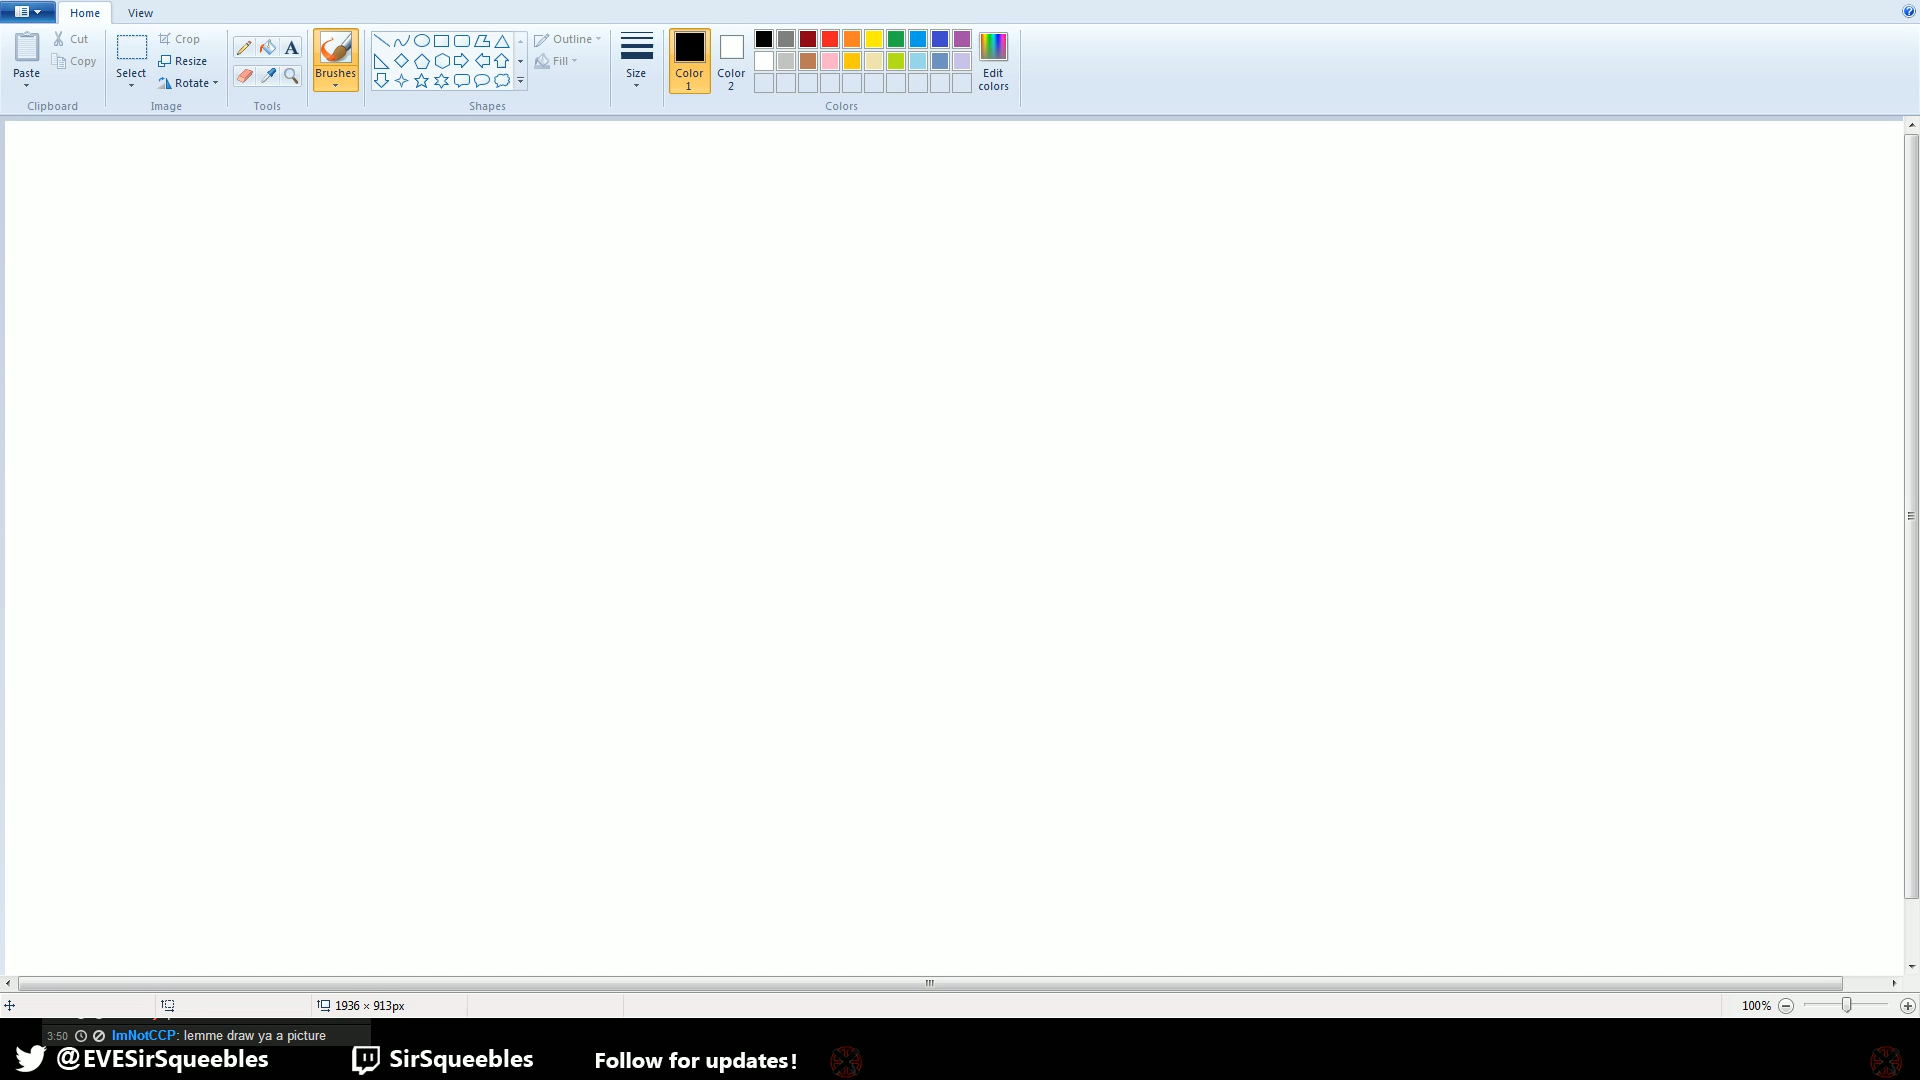 Home View
Paste
Cut
Copy
Clipboard
Select
Crop
Resize
Rotate
Image
A
Tools
Brushes
Shapes
Outline
Fill
Size
Color
1
Color
2
Edit
colors
Colors
1936 × 913px
100%
3:50 ImNotCCP: lemme draw ya a picture
@EVESirSqueebles SirSqueebles Follow for updates!